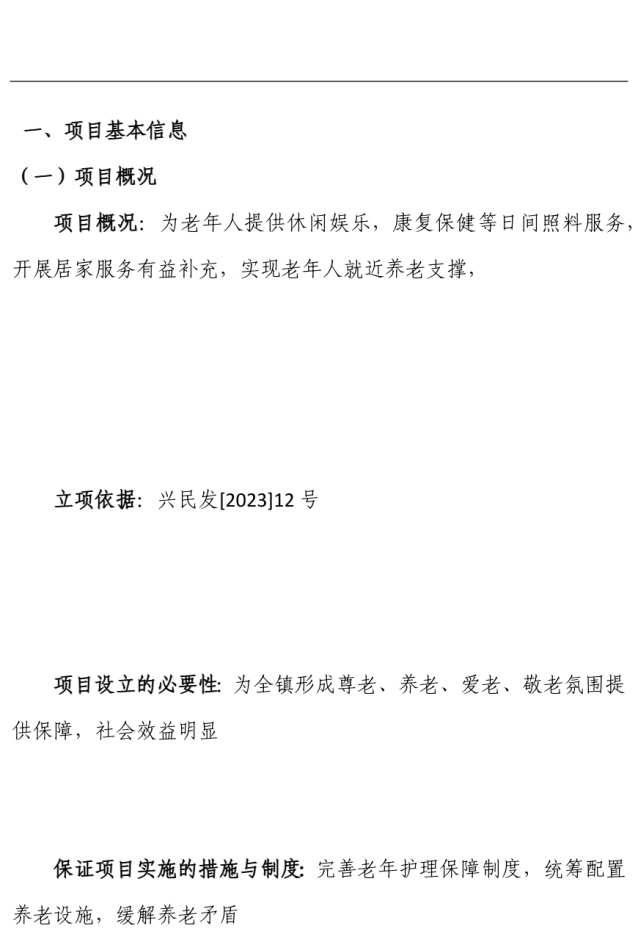 一、项目基本信息
（一）项目概况
项目概况：为老年人提供休闲娱乐，康复保健等日间照料服务，
开展居家服务有益补充，实现老年人就近养老支撑，
立项依据：兴民发[2023]12 号
项目设立的必要性：为全镇形成尊老、养老、爱老、敬老氛围提
供保障，社会效益明显
保证项目实施的措施与制度：完善老年护理保障制度，统筹配置
养老设施，缓解养老矛盾